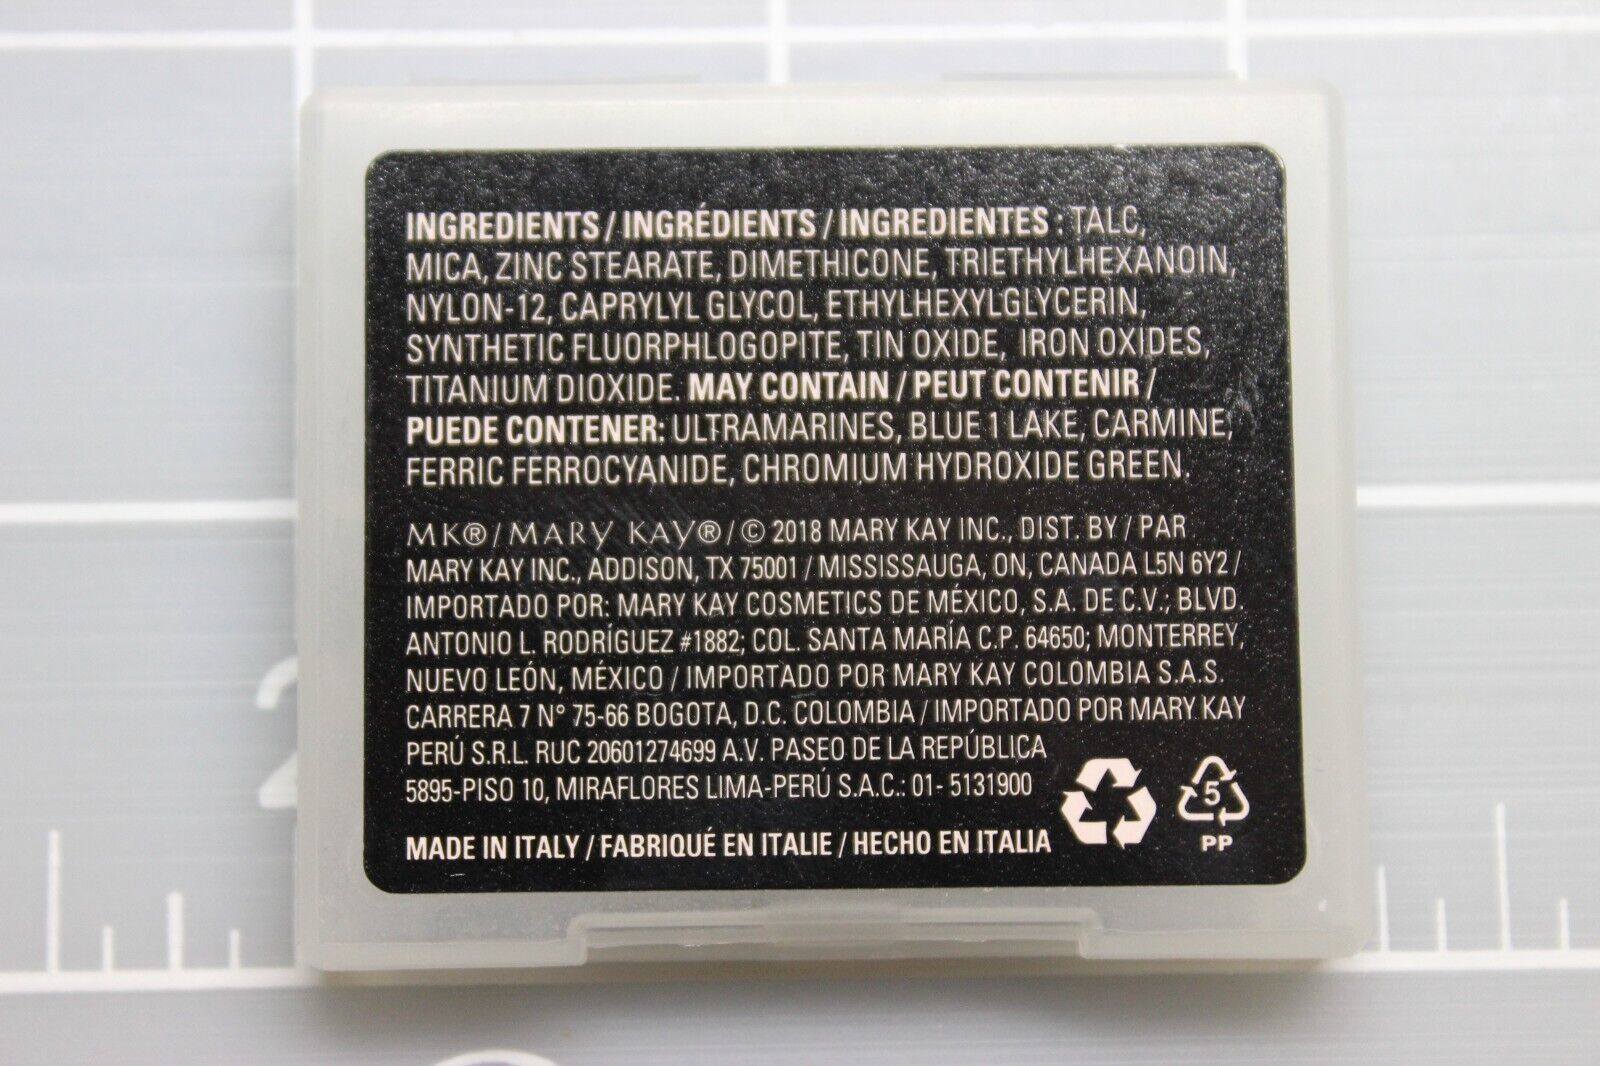 INGREDIENTS / INGRÉDIENTS / INGREDIENTES : TALC,
MICA, ZINC STEARATE, DIMETHICONE, TRIETHYLHEXANOIN,
NYLON-12, CAPRYLYL GLYCOL, ETHYLHEXYLGLYCERIN,
SYNTHETIC FLUORPHLOGOPITE, TIN OXIDE, IRON OXIDES,
TITANIUM DIOXIDE. MAY CONTAIN / PEUT CONTENIR /
PUEDE CONTENER: ULTRAMARINES, BLUE 1 LAKE, CARMINE,
FERRIC FERROCYANIDE, CHROMIUM HYDROXIDE GREEN.
MK® / MARY KAY® / © 2018 MARY KAY INC., DIST. BY / PAR
MARY KAY INC., ADDISON, TX 75001 / MISSISSAUGA, ON, CANADA L5N 6Y2 /
IMPORTADO POR: MARY KAY COSMETICS DE MÉXICO, S.A. DE C.V.; BLVD.
ANTONIO L. RODRÍGUEZ #1882; COL. SANTA MARÍA C.P. 64650; MONTERREY,
NUEVO LEÓN, MÉXICO / IMPORTADO POR MARY KAY COLOMBIA S.A.S.
CARRERA 7 N° 75-66 BOGOTA, D.C. COLOMBIA / IMPORTADO POR MARY KAY
PERÚ S.R.L. RUC 20601274699 A.V. PASEO DE LA REPÚBLICA
5895-PISO 10, MIRAFLORES LIMA-PERÚ S.A.C.: 01- 5131900
5
PP
MADE IN ITALY / FABRIQUÉ EN ITALIE / HECHO EN ITALIA
2